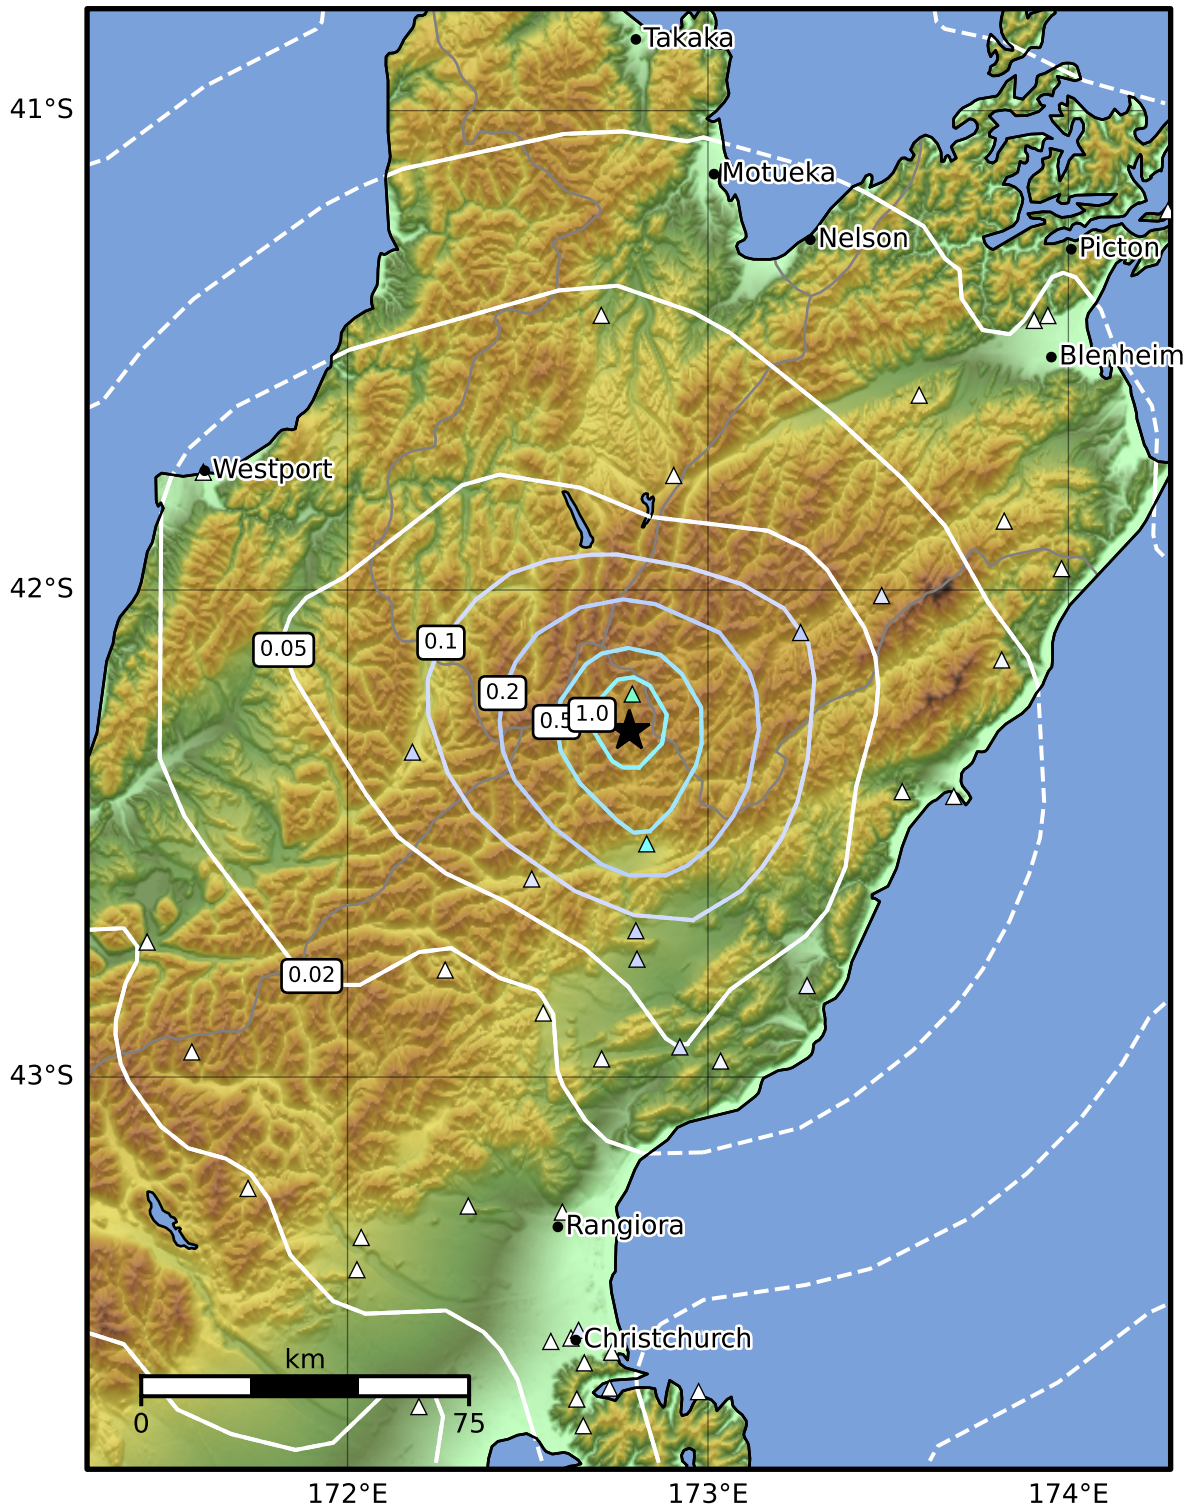 Takaka
41°S
Motueka
Nelson
Picton
Blenheim
Westport
42°S
0.05
0.1
0.2
0.5
1.0
0.02
43°S
Rangiora
Christchurch
km
0
75
172°E
173°E
174°E